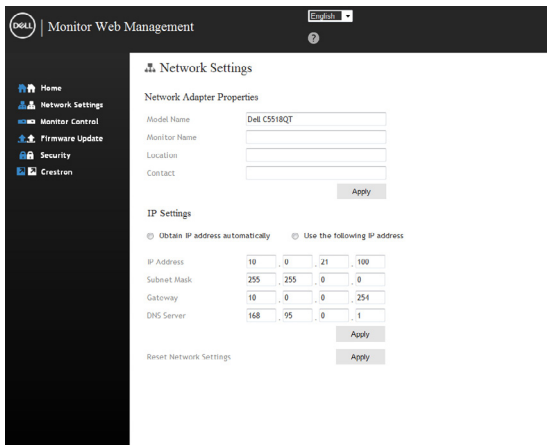 DELL Monitor Web Management
English
?
Home
Network Settings
Monitor Control
Firmware Update
Security
Crestron
Network Settings
Network Adapter Properties
Model Name Dell C5518QT
Monitor Name
Location
Contact
Apply
IP Settings
Obtain IP address automatically Use the following IP address
IP Address 10 . 0 . 21 . 100
Subnet Mask 255 . 255 . 0 . 0
Gateway 10 . 0 . 0 . 254
DNS Server 168 . 95 . 0 . 1
Apply
Reset Network Settings Apply